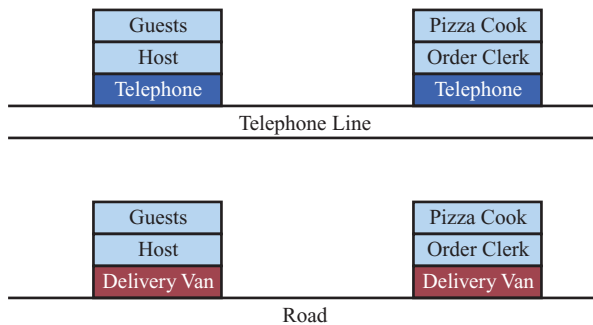 Guests
Pizza Cook
Host
Order Clerk
Telephone
Telephone
Telephone Line
Guests
Pizza Cook
Host
Order Clerk
Delivery Van
Delivery Van
Road